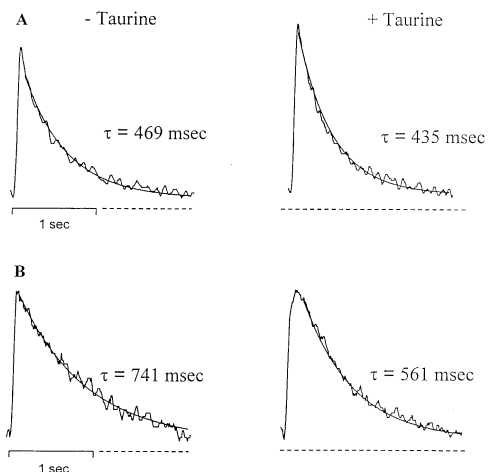 A - Taurine + Taurine
τ = 469 msec
τ = 435 msec
1 sec
B
τ = 741 msec
τ = 561 msec
1 sec